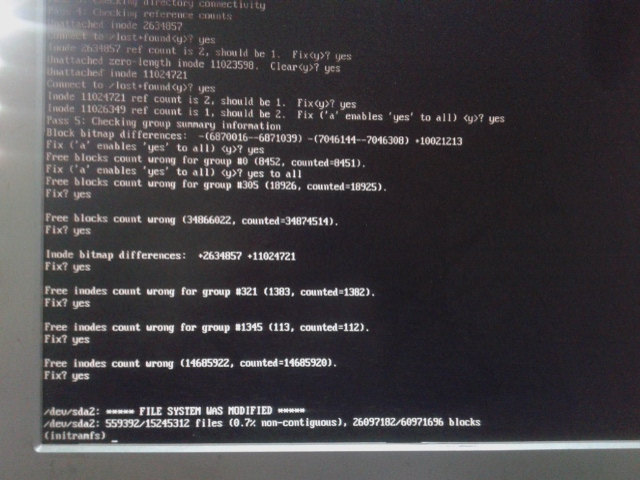 Checking directory connectivity
Pass 4: Checking reference counts
Unattached inode 2634857
Connect to /lost+found<y>? yes
Inode 2634857 ref count is 2, should be 1.  Fix<y>? yes
Unattached zero-length inode 11023598.  Clear<y>? yes
Unattached inode 11024721
Connect to /lost+found<y>? yes
Inode 11024721 ref count is 2, should be 1.  Fix<y>? yes
Inode 11026349 ref count is 1, should be 2.  Fix ('a' enables 'yes' to all) <y>? yes
Pass 5: Checking group summary information
Block bitmap differences:  -(6870016--6871039) -(7046144--7046308) +10021213
Fix ('a' enables 'yes' to all) <y>? yes
Free blocks count wrong for group #0 (8452, counted=8451).
Fix ('a' enables 'yes' to all) <y>? yes to all
Free blocks count wrong for group #305 (18926, counted=18925).
Fix? yes
Free blocks count wrong (34866022, counted=34874514).
Fix? yes
Inode bitmap differences:  +2634857 +11024721
Fix? yes
Free inodes count wrong for group #321 (1383, counted=1382).
Fix? yes
Free inodes count wrong for group #1345 (113, counted=112).
Fix? yes
Free inodes count wrong (14685922, counted=14685920).
Fix? yes
/dev/sda2: ***** FILE SYSTEM WAS MODIFIED *****
/dev/sda2: 559392/15245312 files (0.7% non-contiguous), 26097182/60971696 blocks
(initramfs) _